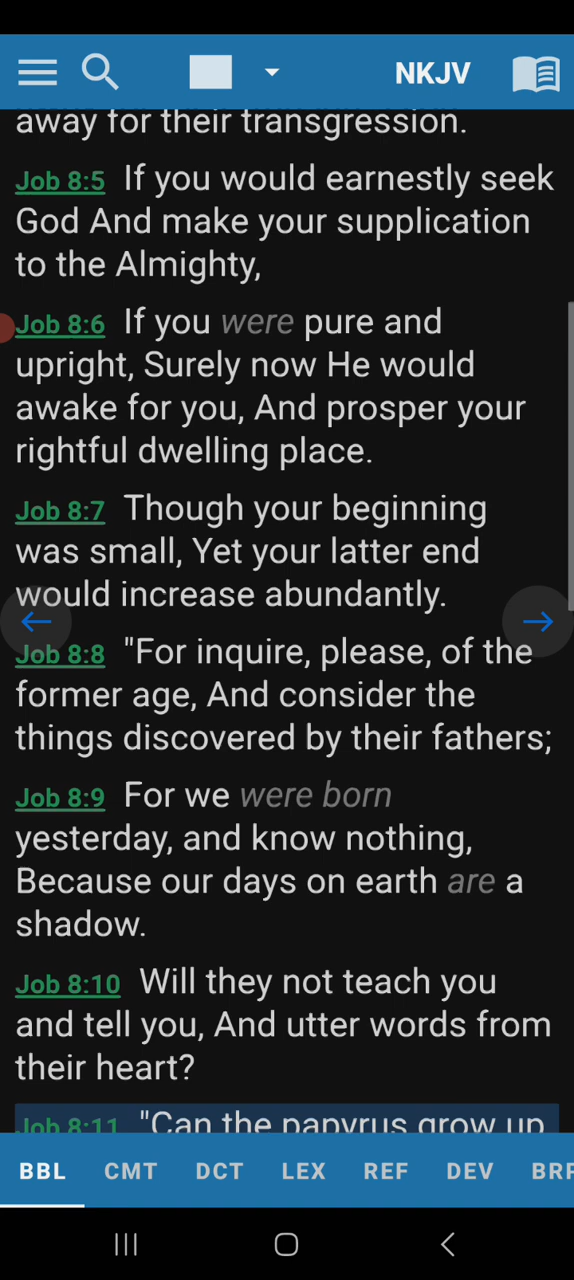 NKJV
away for their transgression.
Job 8:5 If you would earnestly seek
God And make your supplication
to the Almighty,
Job 8:6 If you were pure and
upright, Surely now He would
awake for you, And prosper your
rightful dwelling place.
Job 8:7 Though your beginning
was small, Yet your latter end
would increase abundantly.
Job 8:8 "For inquire, please, of the
former age, And consider the
things discovered by their fathers;
Job 8:9 For we were born
yesterday, and know nothing,
Because our days on earth are a
shadow.
Job 8:10 Will they not teach you
and tell you, And utter words from
their heart?
Job 8:11 "Can the papyrus grow up
BBL CMT DCT LEX REF DEV BRP